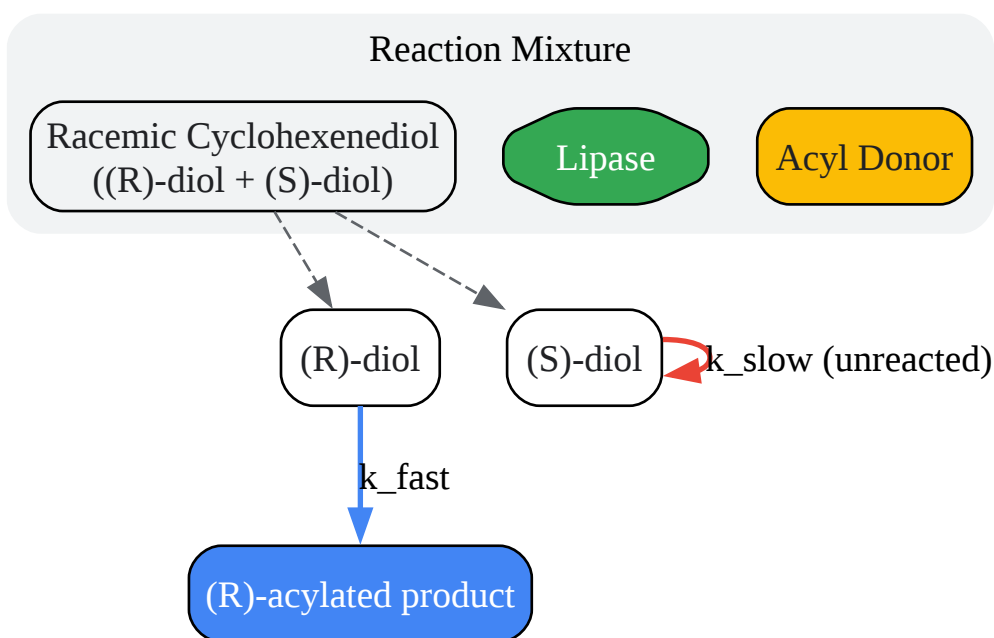 Reaction Mixture
Racemic Cyclohexenediol
((R)-diol + (S)-diol)
Lipase
Acyl Donor
(R)-diol
(S)-diol
k_slow (unreacted)
k_fast
(R)-acylated product